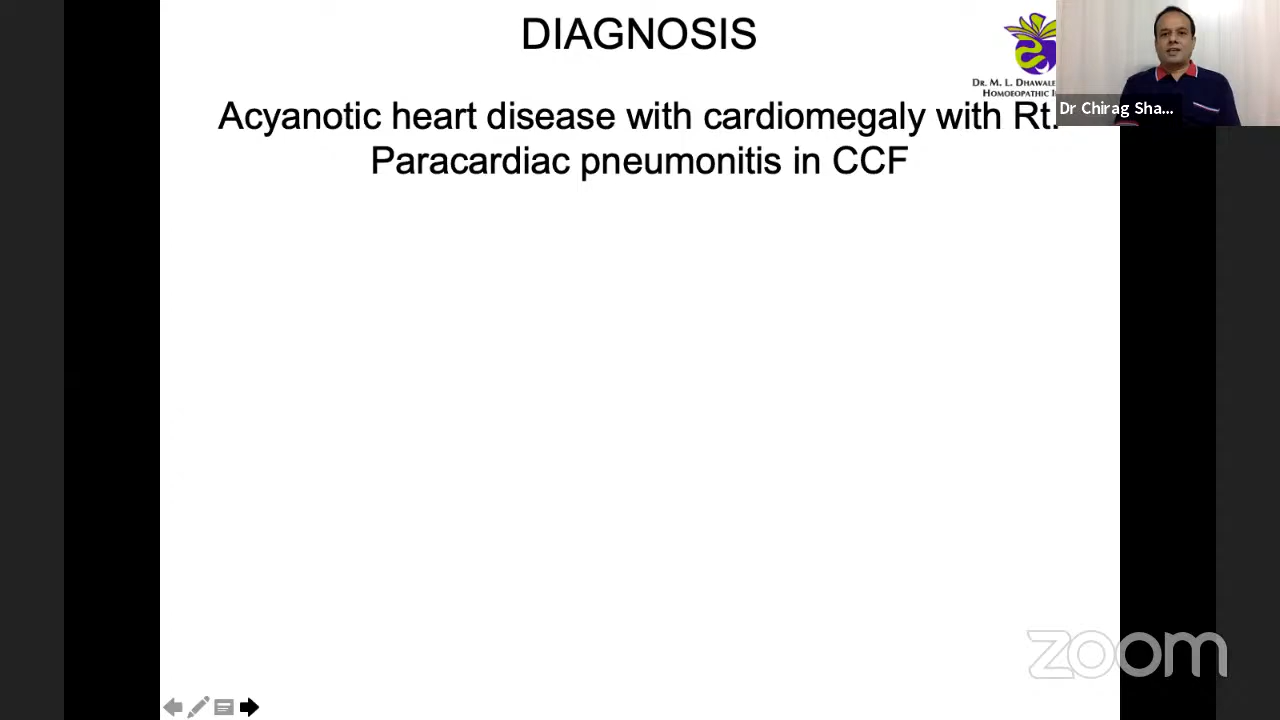 DIAGNOSIS
DR. M. L. DHAWALE
HOMOEOPATHIC I
Dr Chirag Sha...
Acyanotic heart disease with cardiomegaly with Rt.
Paracardiac pneumonitis in CCF
zoom